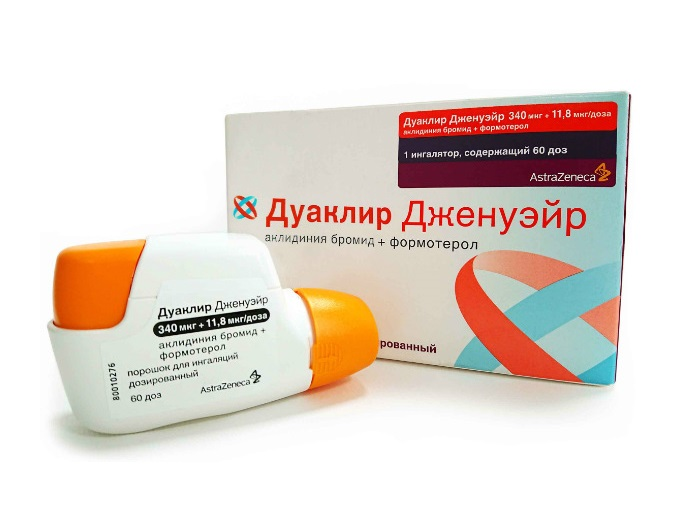 Дуаклир Дженуэйр 340 мкг + 11,8 мкг/доза
аклидиния бромид + формотерол
1 ингалятор, содержащий 60 доз
AstraZeneca
Дуаклир Дженуэйр
аклидиния бромид + формотерол
рованный
Дуаклир Дженуэйр
340 мкг + 11,8 мкг/доза
аклидиния бромид +
формотерол
порошок для ингаляций
дозированный
60 доз
AstraZeneca
80010276